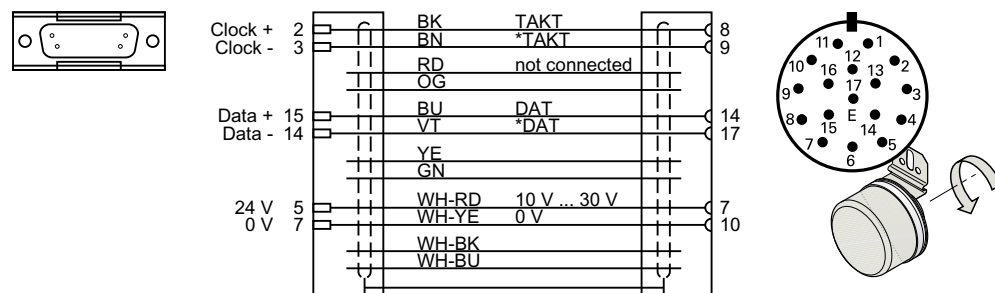 Clock + 2 BK TAKT 8
Clock - 3 BN *TAKT 9
RD not connected
OG
Data + 15 BU DAT 14
Data - 14 VT *DAT 17
YE
GN
24 V 5 WH-RD 10 V ... 30 V 7
0 V 7 WH-YE 0 V 10
WH-BK
WH-BU
11 1
10 12 2
16 13
9 17 3
8 E 4
15 14
7 5
6